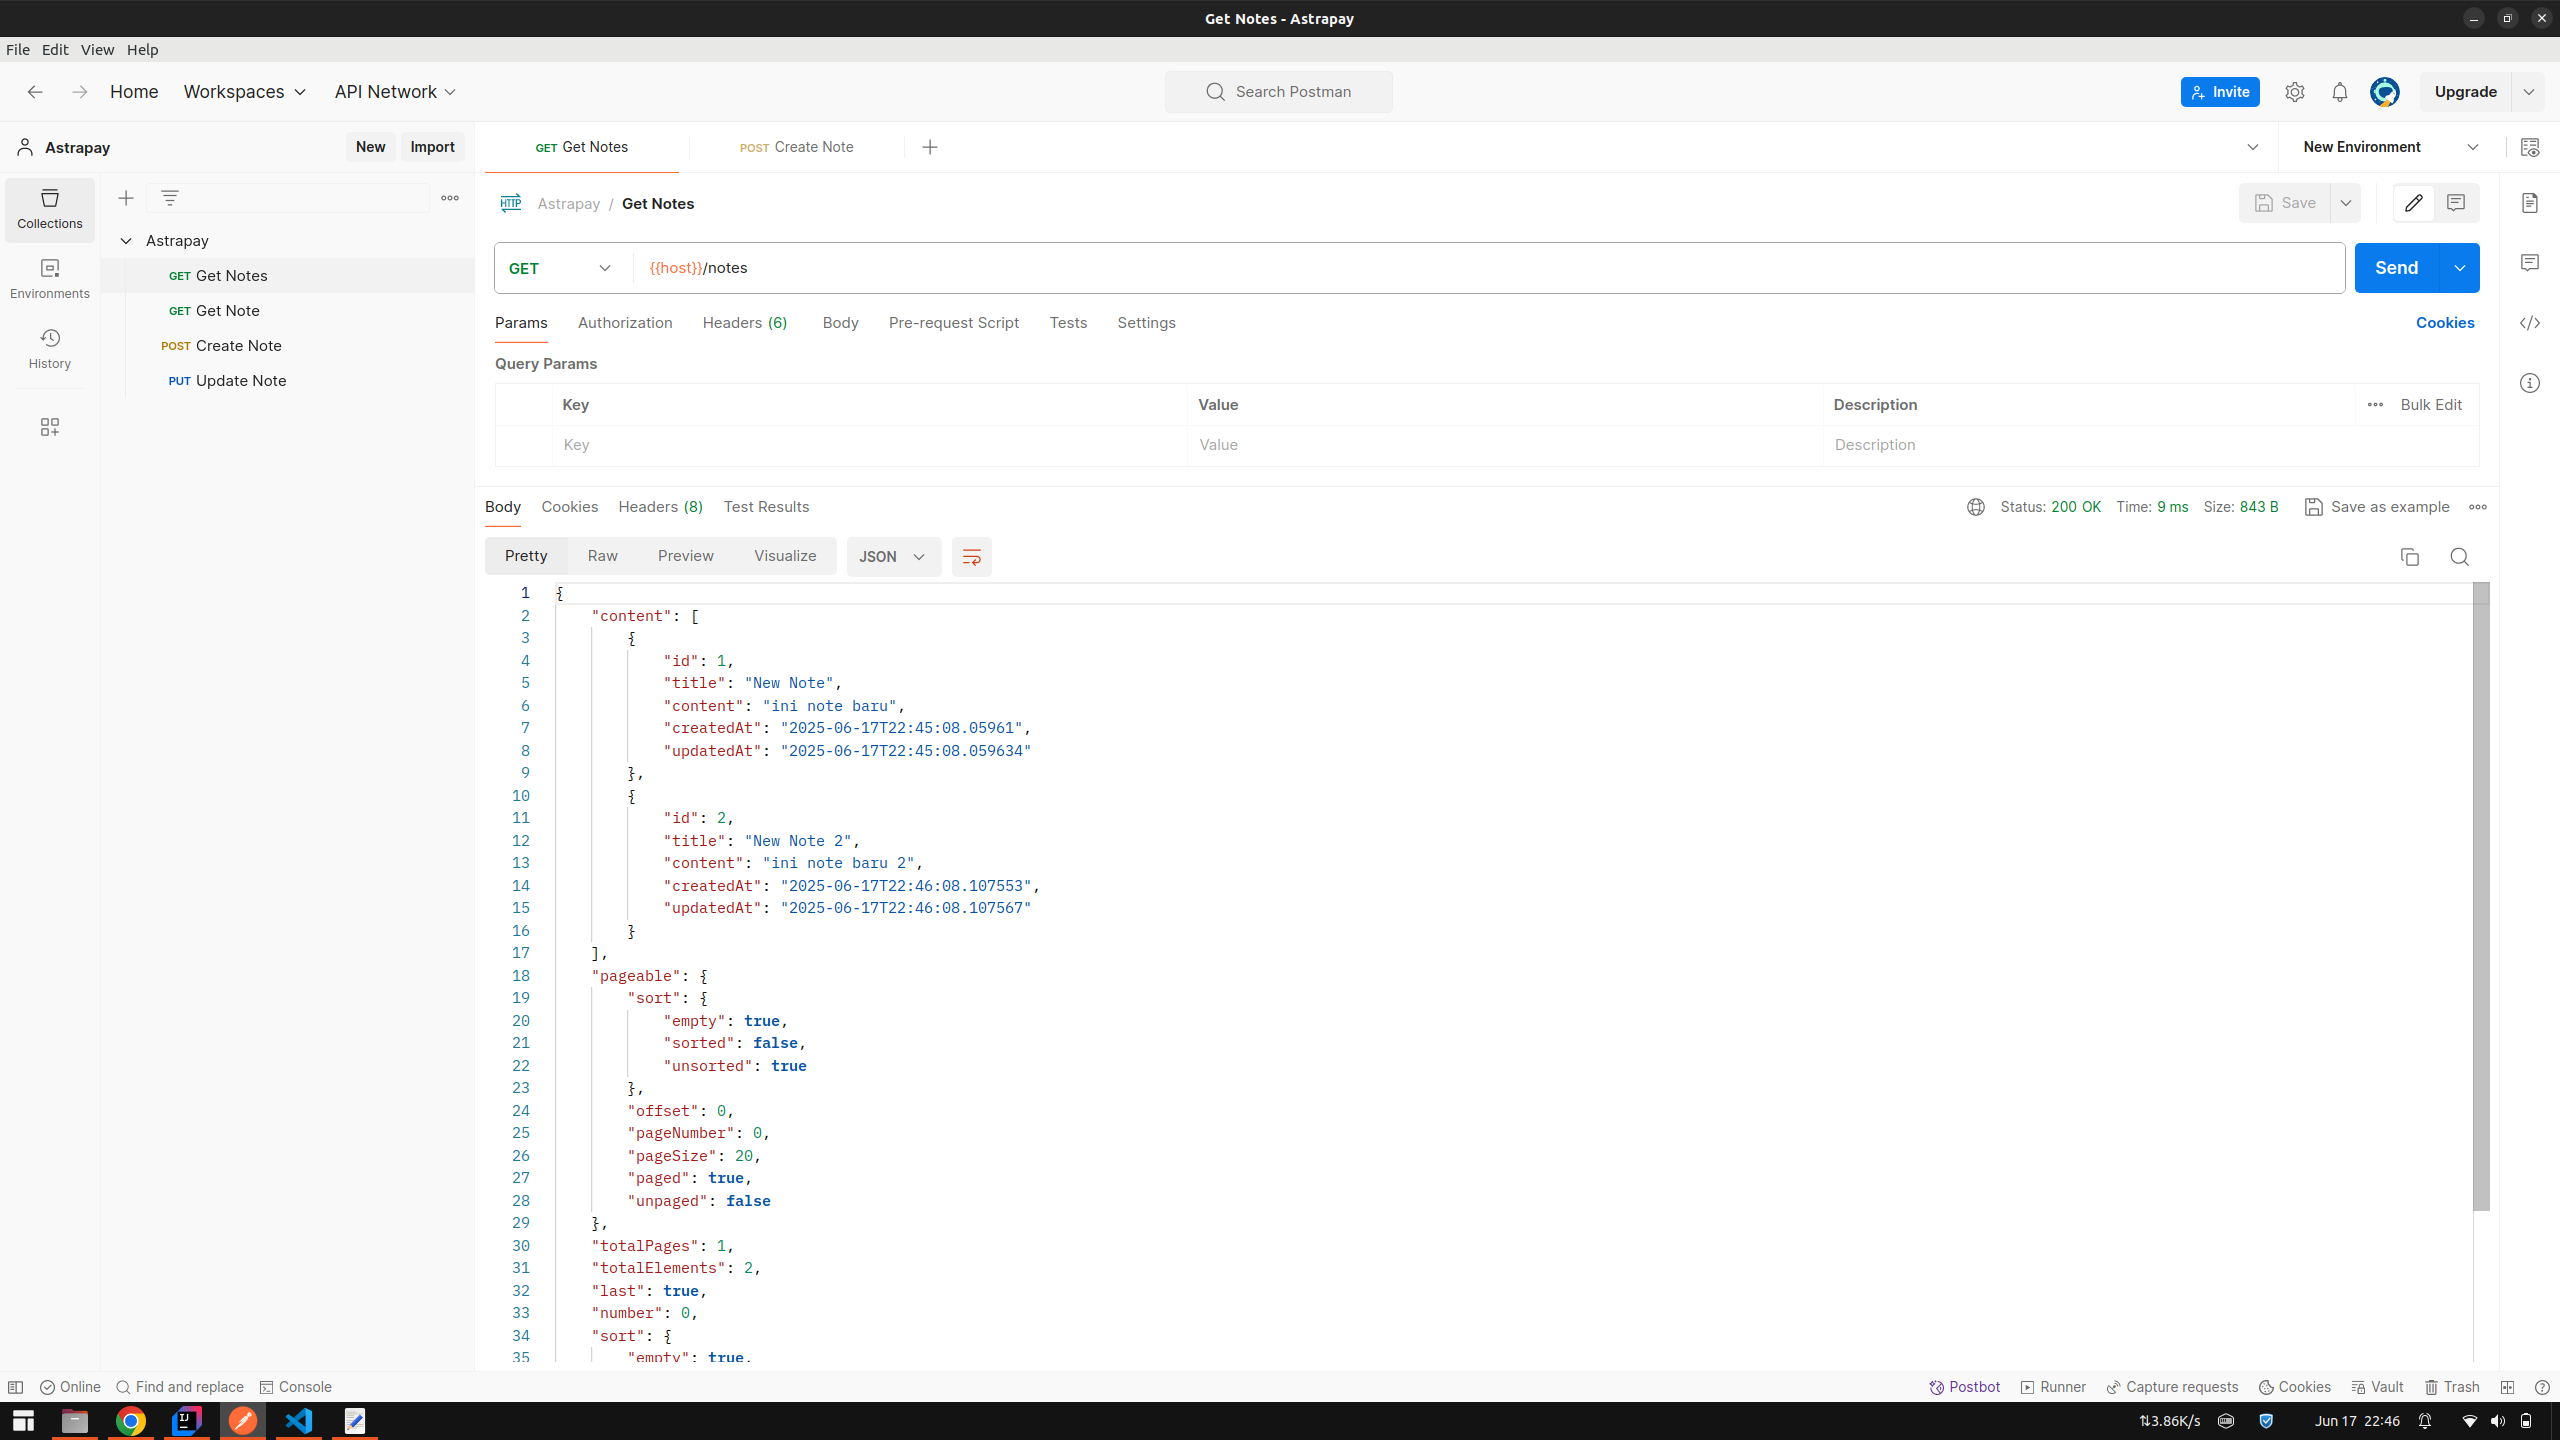 Get Notes - Astrapay
File Edit View Help
Home Workspaces API Network Search Postman Invite Upgrade
Astrapay New Import GET Get Notes POST Create Note New Environment
Collections
Environments
History
Astrapay
GET Get Notes
GET Get Note
POST Create Note
PUT Update Note
HTTP Astrapay / Get Notes Save
GET {{host}}/notes Send
Params Authorization Headers (6) Body Pre-request Script Tests Settings Cookies
Query Params
Key Value Description Bulk Edit
Key Value Description
Body Cookies Headers (8) Test Results Status: 200 OK Time: 9 ms Size: 843 B Save as example
Pretty Raw Preview Visualize JSON
1 {
2 "content": [
3 {
4 "id": 1,
5 "title": "New Note",
6 "content": "ini note baru",
7 "createdAt": "2025-06-17T22:45:08.05961",
8 "updatedAt": "2025-06-17T22:45:08.059634"
9 },
10 {
11 "id": 2,
12 "title": "New Note 2",
13 "content": "ini note baru 2",
14 "createdAt": "2025-06-17T22:46:08.107553",
15 "updatedAt": "2025-06-17T22:46:08.107567"
16 }
17 ],
18 "pageable": {
19 "sort": {
20 "empty": true,
21 "sorted": false,
22 "unsorted": true
23 },
24 "offset": 0,
25 "pageNumber": 0,
26 "pageSize": 20,
27 "paged": true,
28 "unpaged": false
29 },
30 "totalPages": 1,
31 "totalElements": 2,
32 "last": true,
33 "number": 0,
34 "sort": {
35 "empty": true,
Online Find and replace Console Postbot Runner Capture requests Cookies Vault Trash
⇅3.86K/s Jun 17 22:46